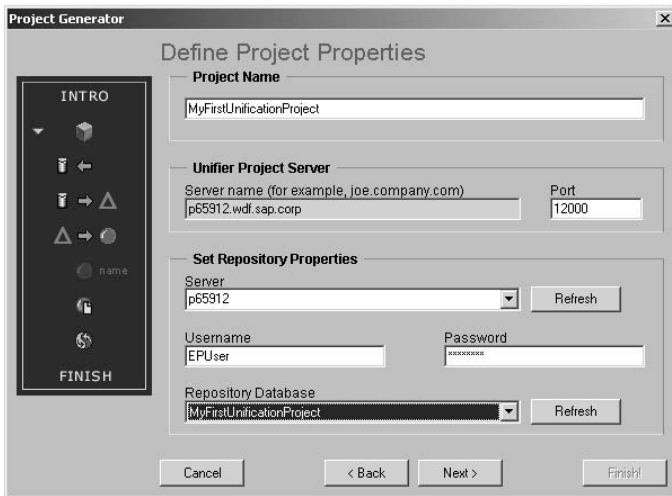 Project Generator
Define Project Properties
INTRO
name
FINISH
Project Name
MyFirstUnificationProject
Unifier Project Server
Server name (for example, joe.company.com) Port
p65912.wdf.sap.corp 12000
Set Repository Properties
Server
p65912 Refresh
Username Password
EPUser ********
Repository Database
MyFirstUnificationProject Refresh
Cancel < Back Next > Finish!